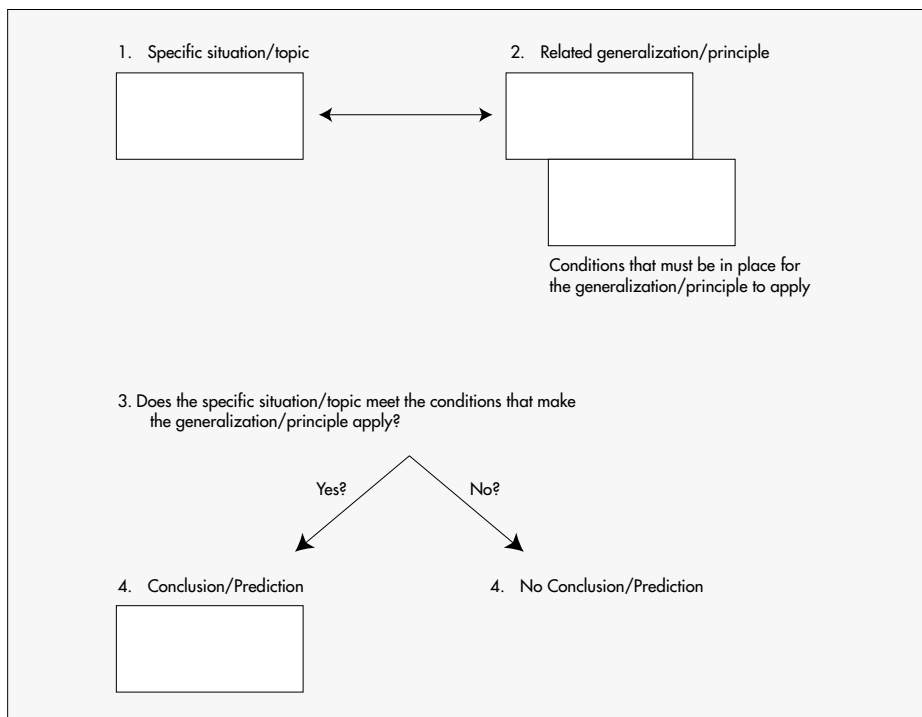 1. Specific situation/topic
2. Related generalization/principle
Conditions that must be in place for
the generalization/principle to apply
3. Does the specific situation/topic meet the conditions that make
the generalization/principle apply?
Yes?
No?
4. Conclusion/Prediction
4. No Conclusion/Prediction